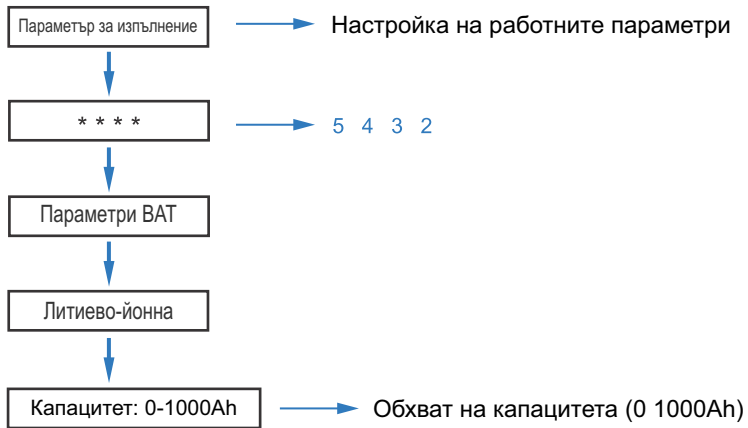 Параметър за изпълнение
Настройка на работните параметри
* * * *
5 4 3 2
Параметри BAT
Литиево-йонна
Капацитет: 0-1000Ah
Обхват на капацитета (0 1000Ah)